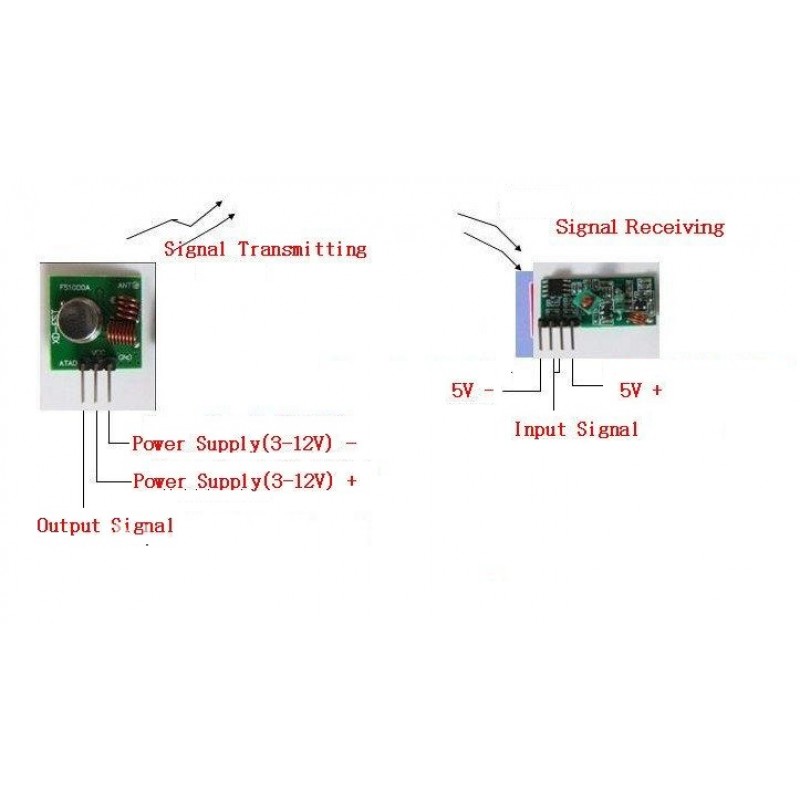 Signal Transmitting
Signal Receiving
FS1000A
ANT
XD-FST
ATAD
VCC
GND
5V -
5V +
Input Signal
Power Supply(3-12V) -
Power Supply(3-12V) +
Output Signal